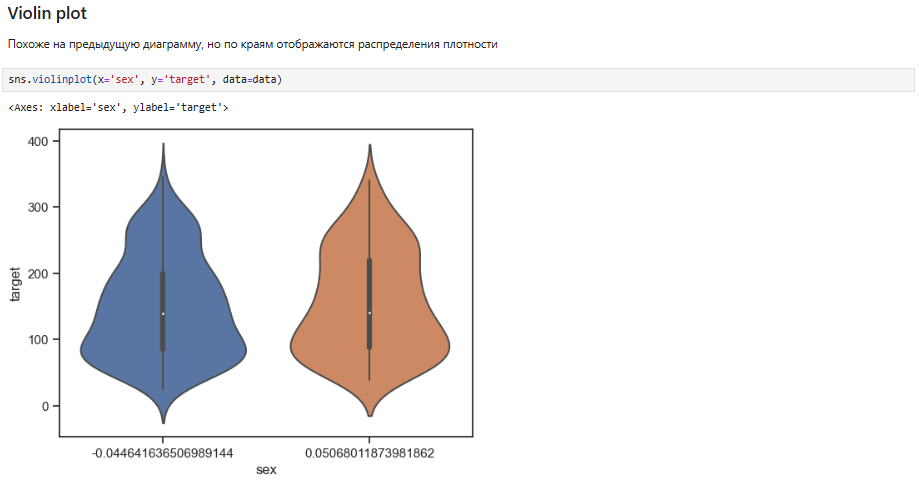 Violin plot
Похоже на предыдущую диаграмму, но по краям отображаются распределения плотности
sns.violinplot(x='sex', y='target', data=data)
<Axes: xlabel='sex', ylabel='target'>
400
300
200
100
0
target
-0.044641636506989144 0.05068011873981862
sex